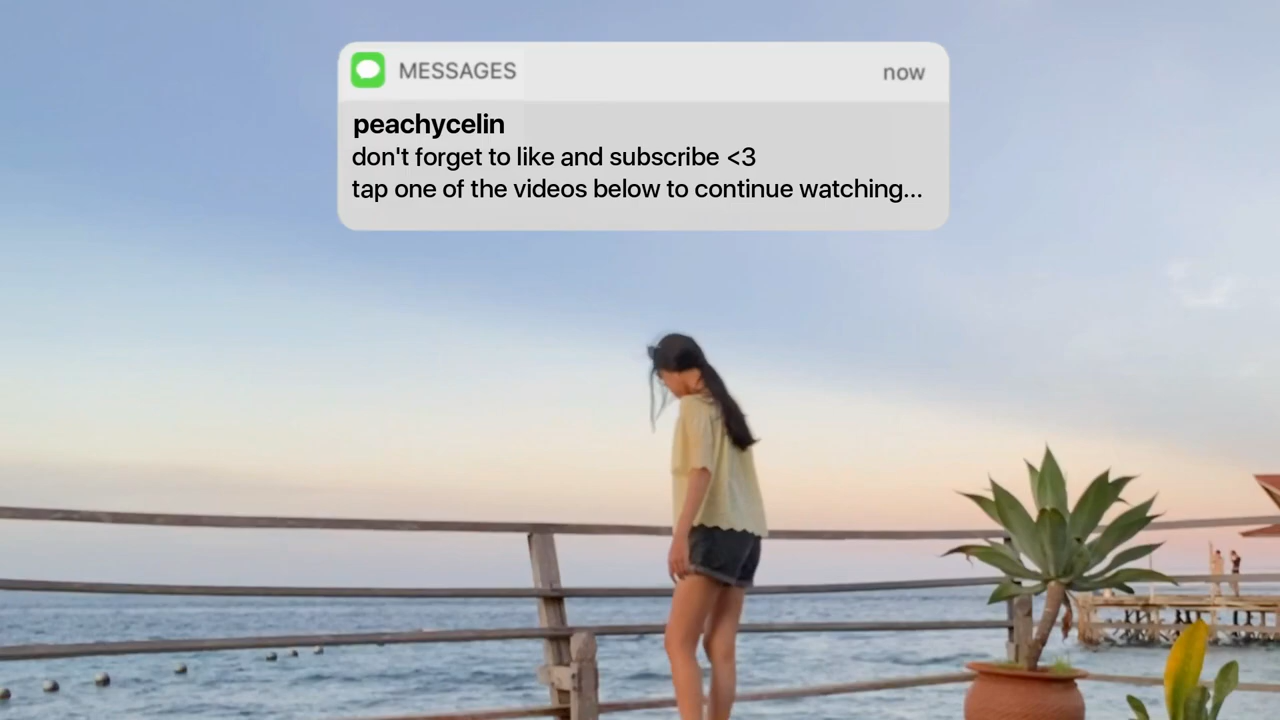 MESSAGES now
peachycelin
don't forget to like and subscribe <3
tap one of the videos below to continue watching...